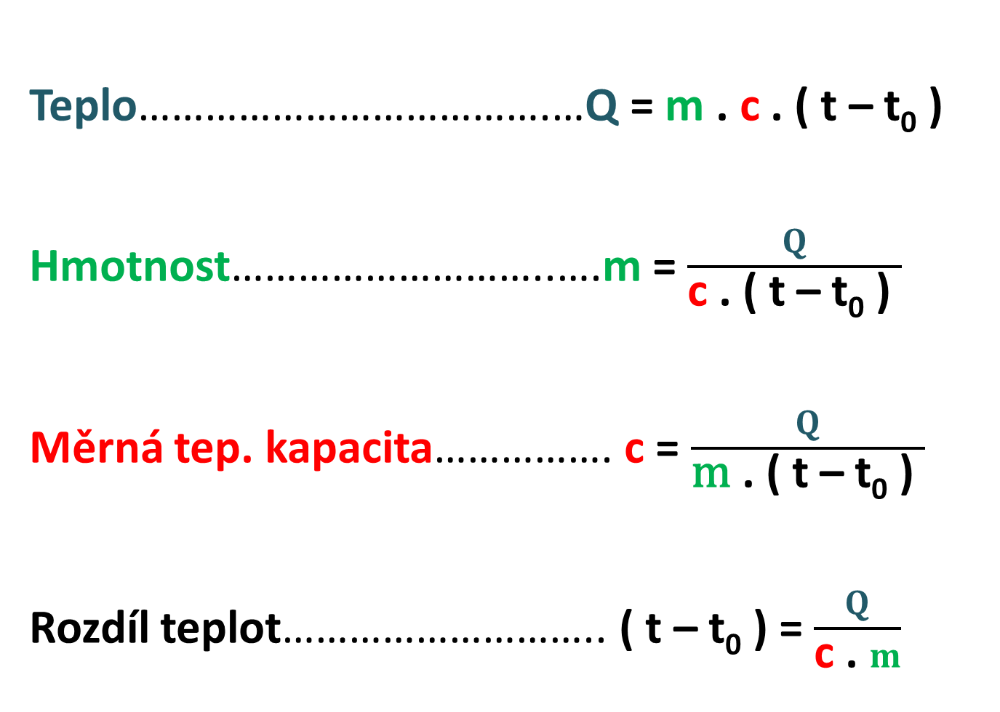 Teplo……………………………………Q = m . c . ( t – t₀ )
Hmotnost…………………………….m = Q / c . ( t – t₀ )
Měrná tep. kapacita……………. c = Q / m . ( t – t₀ )
Rozdíl teplot……………………….. ( t – t₀ ) = Q / c . m